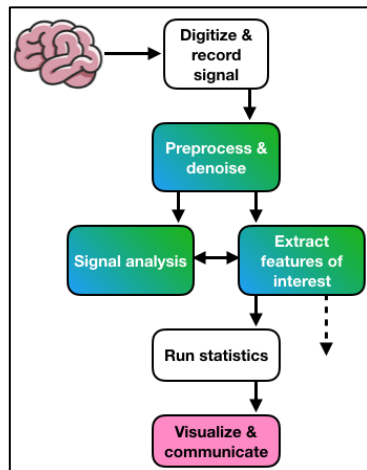 Digitize &
record
signal
Preprocess &
denoise
Signal analysis
Extract
features of
interest
Run statistics
Visualize &
communicate